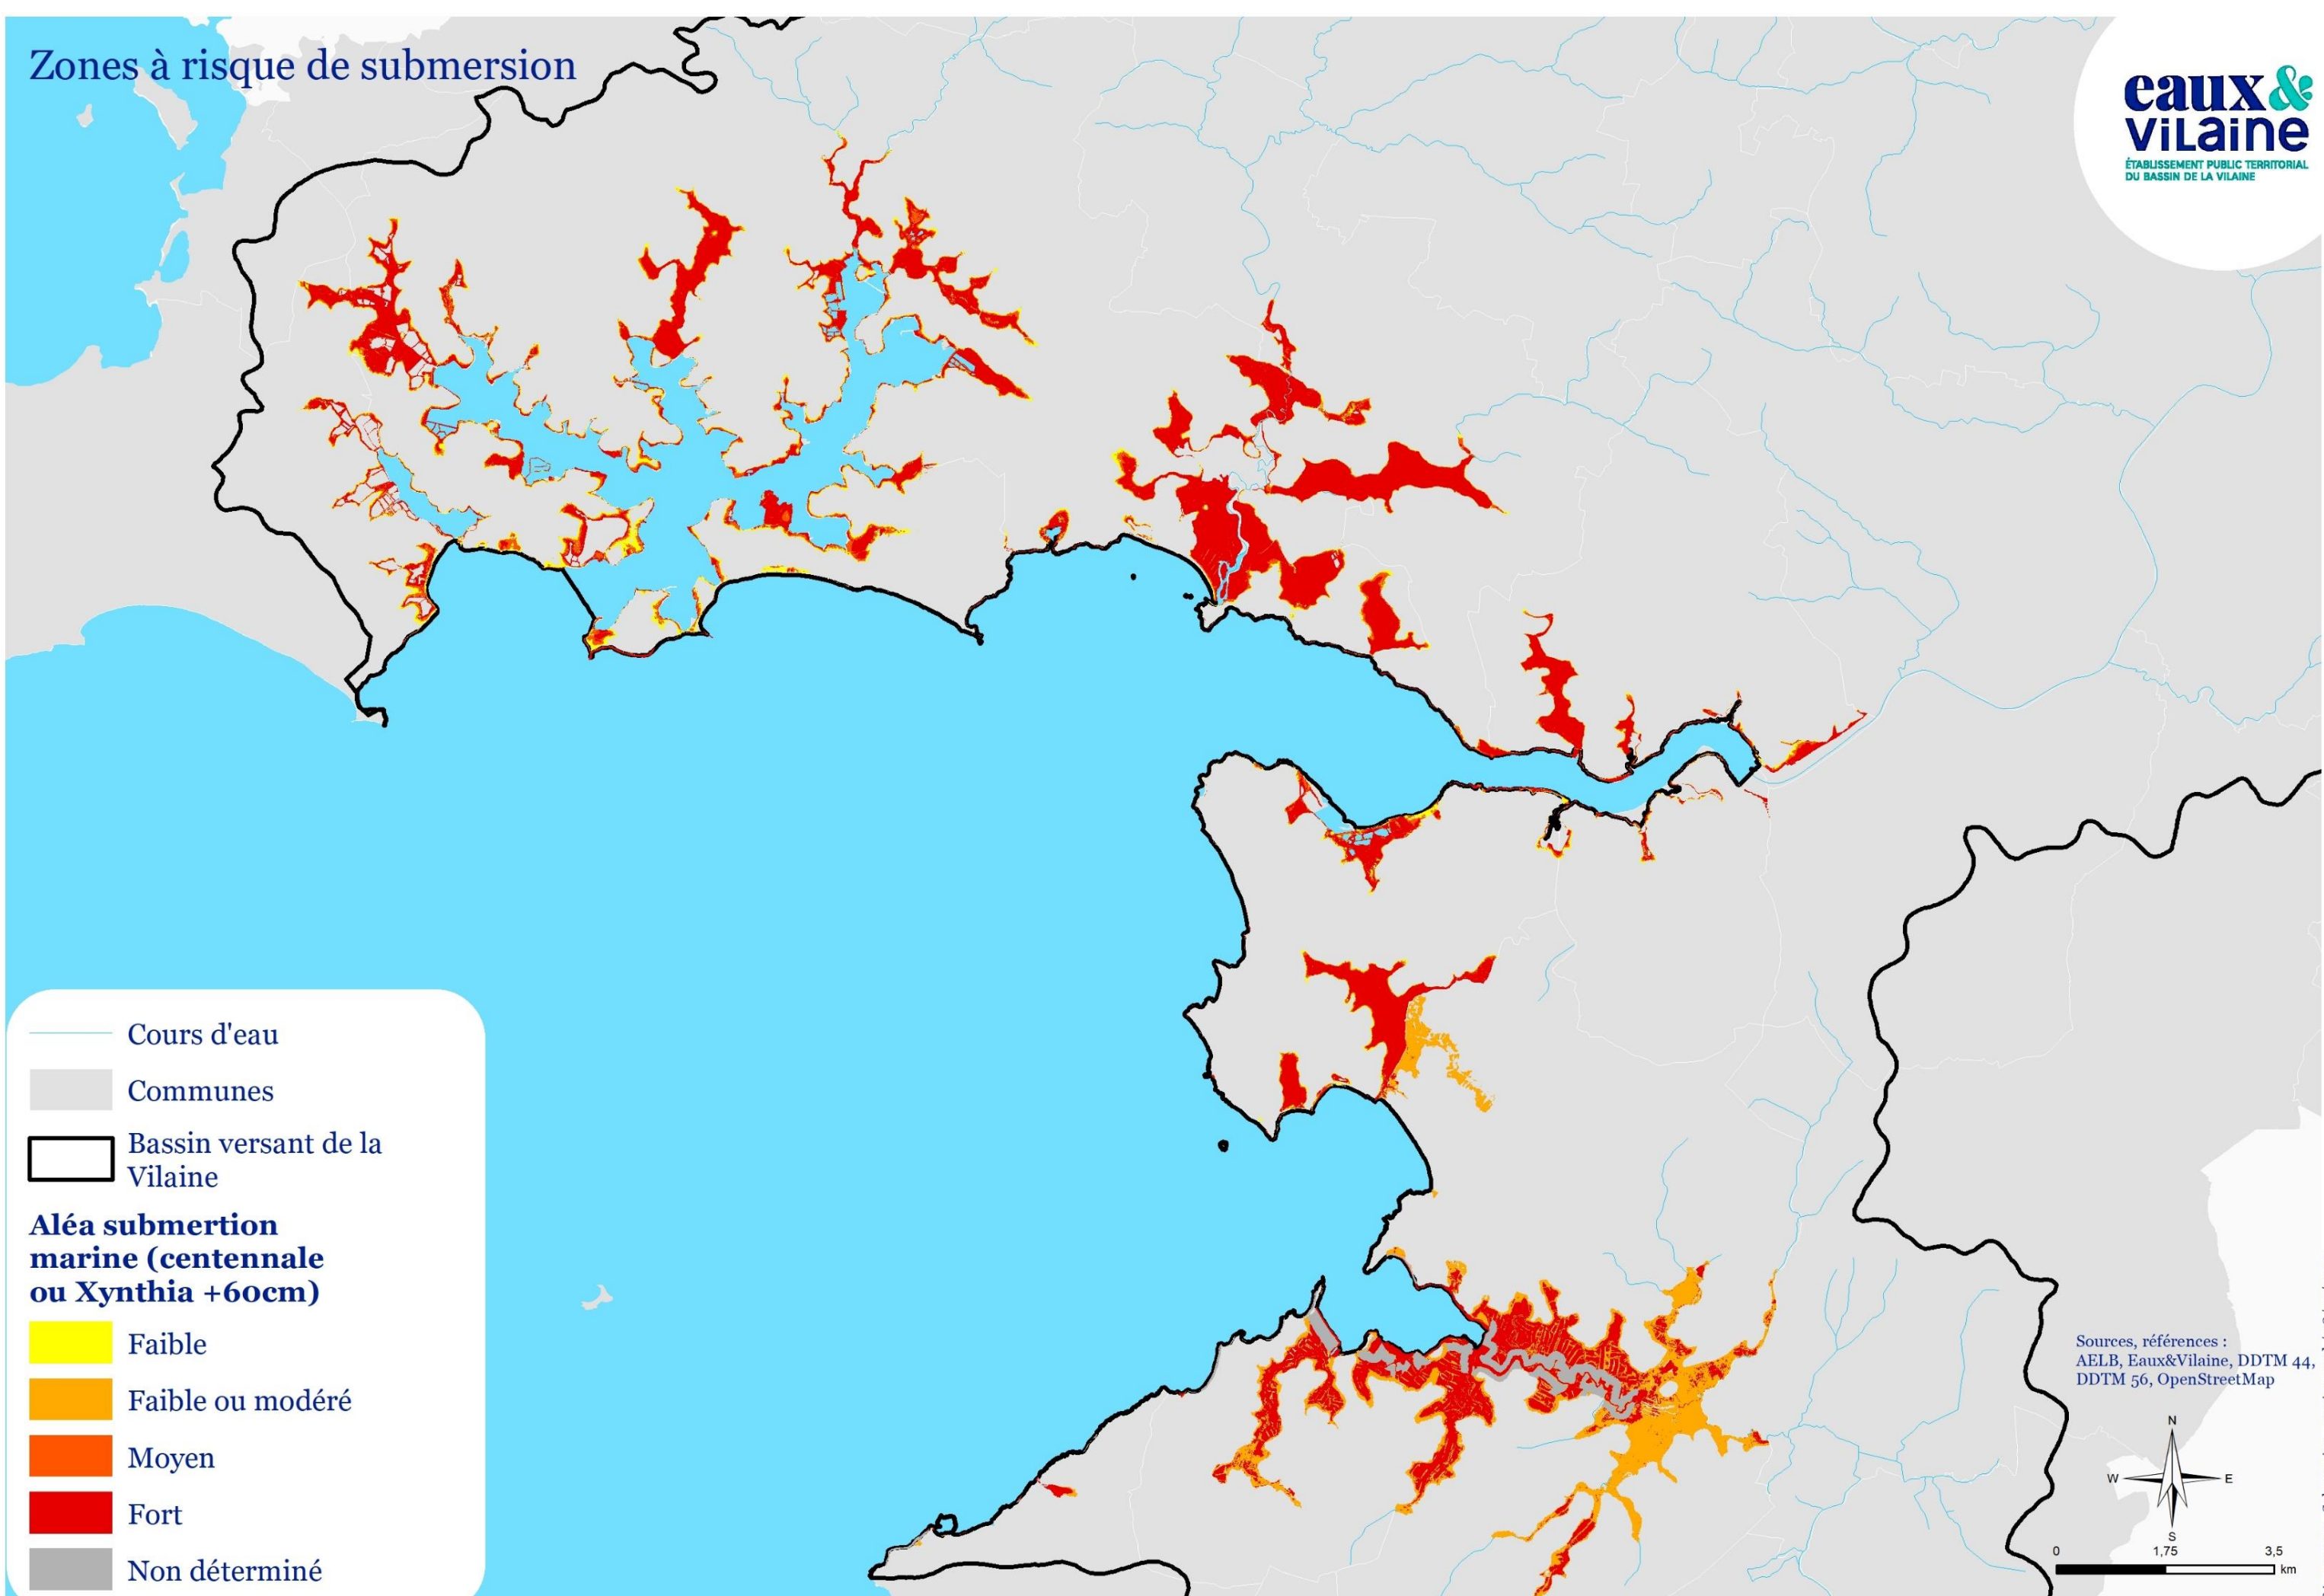 Zones à risque de submersion
eaux&
vilaine
ÉTABLISSEMENT PUBLIC TERRITORIAL
DU BASSIN DE LA VILAINE
Cours d'eau
Communes
Bassin versant de la
Vilaine
Aléa submertion
marine (centennale
ou Xynthia +60cm)
Faible
Faible ou modéré
Moyen
Fort
Non déterminé
Sources, références :
AELB, Eaux&Vilaine, DDTM 44,
DDTM 56, OpenStreetMap
N
W E
S
0 1,75 3,5
km